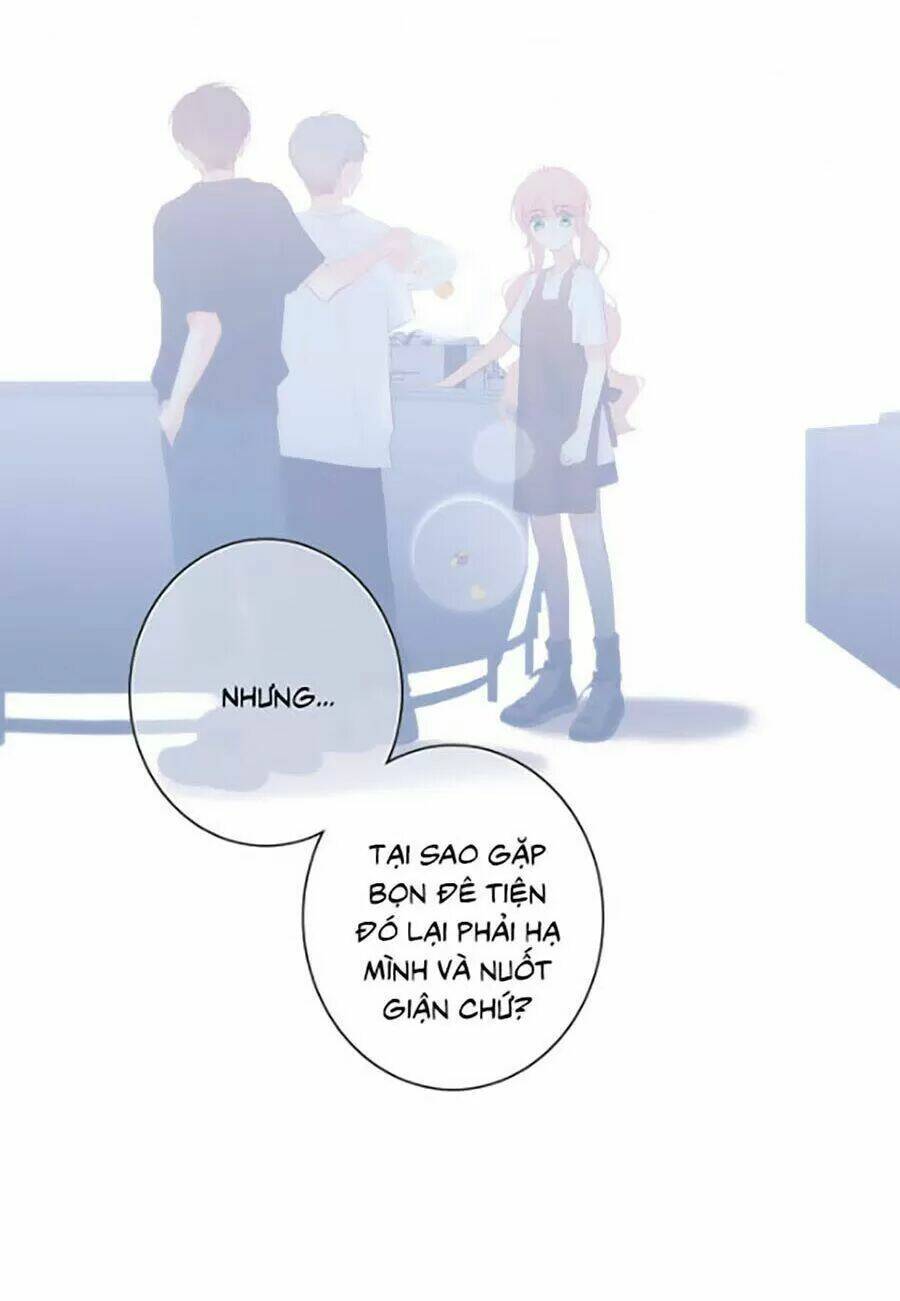 NHƯNG...
TẠI SAO GẶP
BỌN ĐÊ TIỆN
ĐÓ LẠI PHẢI HẠ
MÌNH VÀ NUỐT
GIẬN CHỨ?